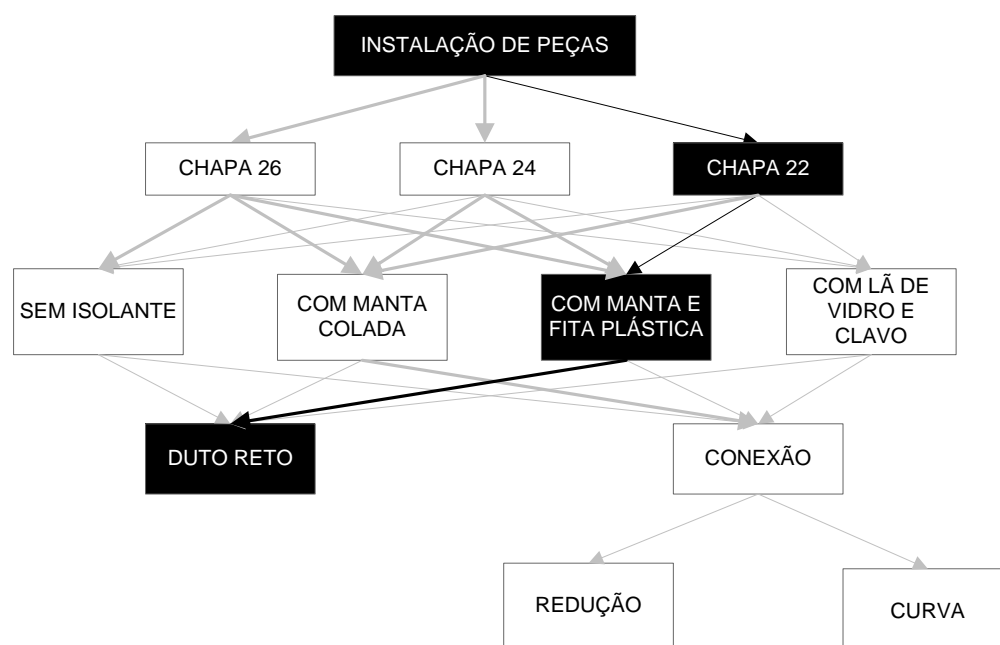 INSTALAÇÃO DE PEÇAS
CHAPA 26
CHAPA 24
CHAPA 22
SEM ISOLANTE
COM MANTA
COLADA
COM MANTA E
FITA PLÁSTICA
COM LÃ DE
VIDRO E
CLAVO
DUTO RETO
CONEXÃO
REDUÇÃO
CURVA